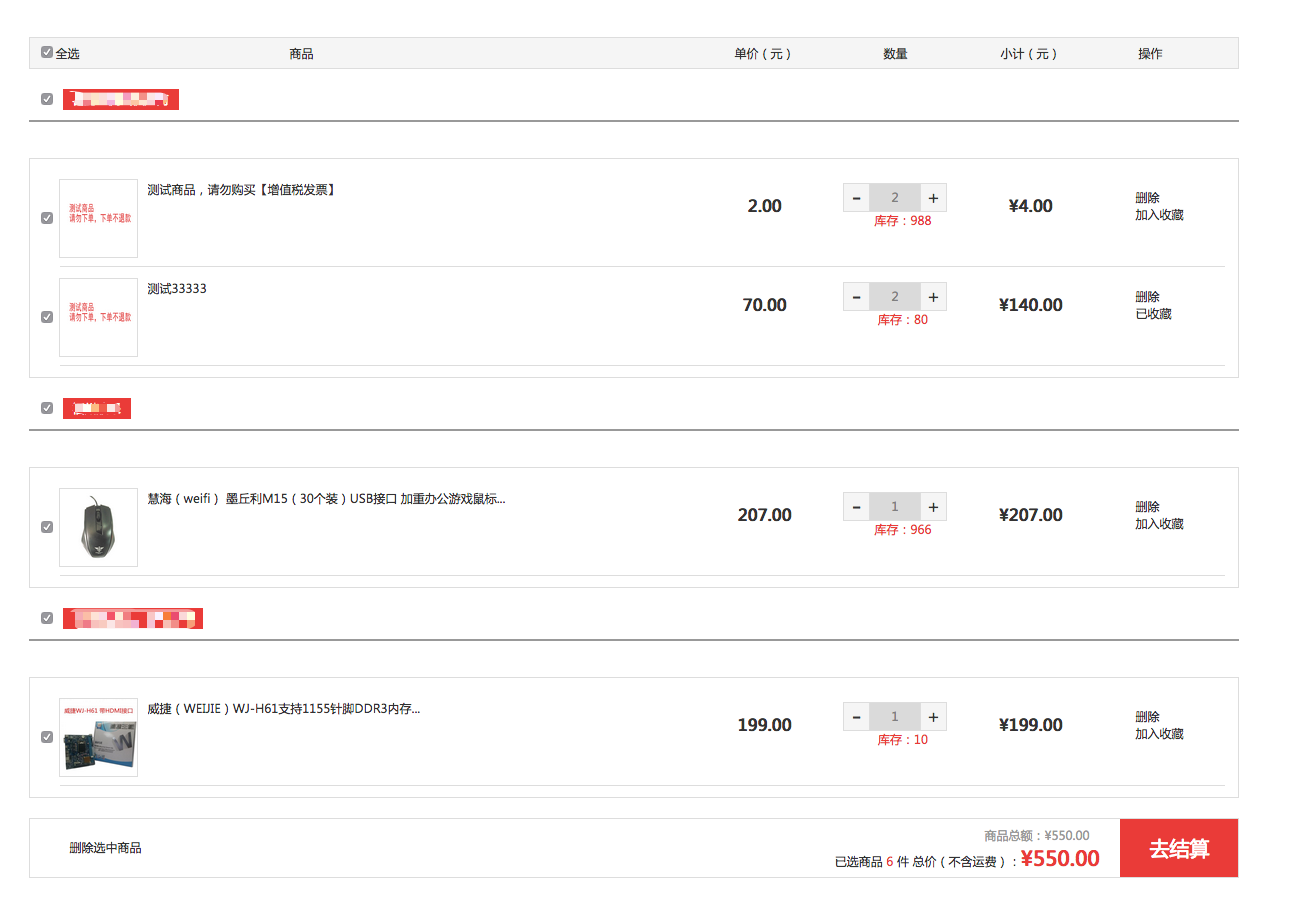 全选 商品 单价（元） 数量 小计（元） 操作
测试商品，请勿购买【增值税发票】
测试商品
请勿下单，下单不退款
2.00
- 2 +
库存：988
¥4.00
删除
加入收藏
测试33333
测试商品
请勿下单，下单不退款
70.00
- 2 +
库存：80
¥140.00
删除
已收藏
慧海（weifi） 墨丘利M15（30个装）USB接口 加重办公游戏鼠标...
207.00
- 1 +
库存：966
¥207.00
删除
加入收藏
威捷（WEIJIE）WJ-H61支持1155针脚DDR3内存...
威捷WJ-H61 带HDMI接口
199.00
- 1 +
库存：10
¥199.00
删除
加入收藏
删除选中商品
商品总额：¥550.00
已选商品 6 件 总价（不含运费）：¥550.00
去结算